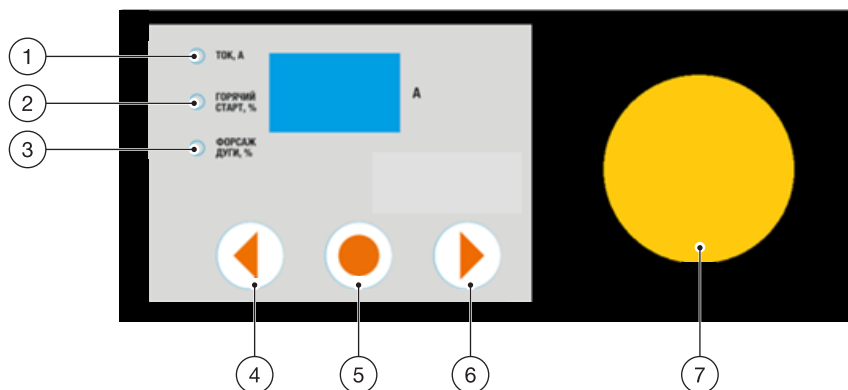 1
ТОК, А
2
ГОРЯЧИЙ
СТАРТ, %
А
3
ФОРСАЖ
ДУГИ, %
4
5
6
7